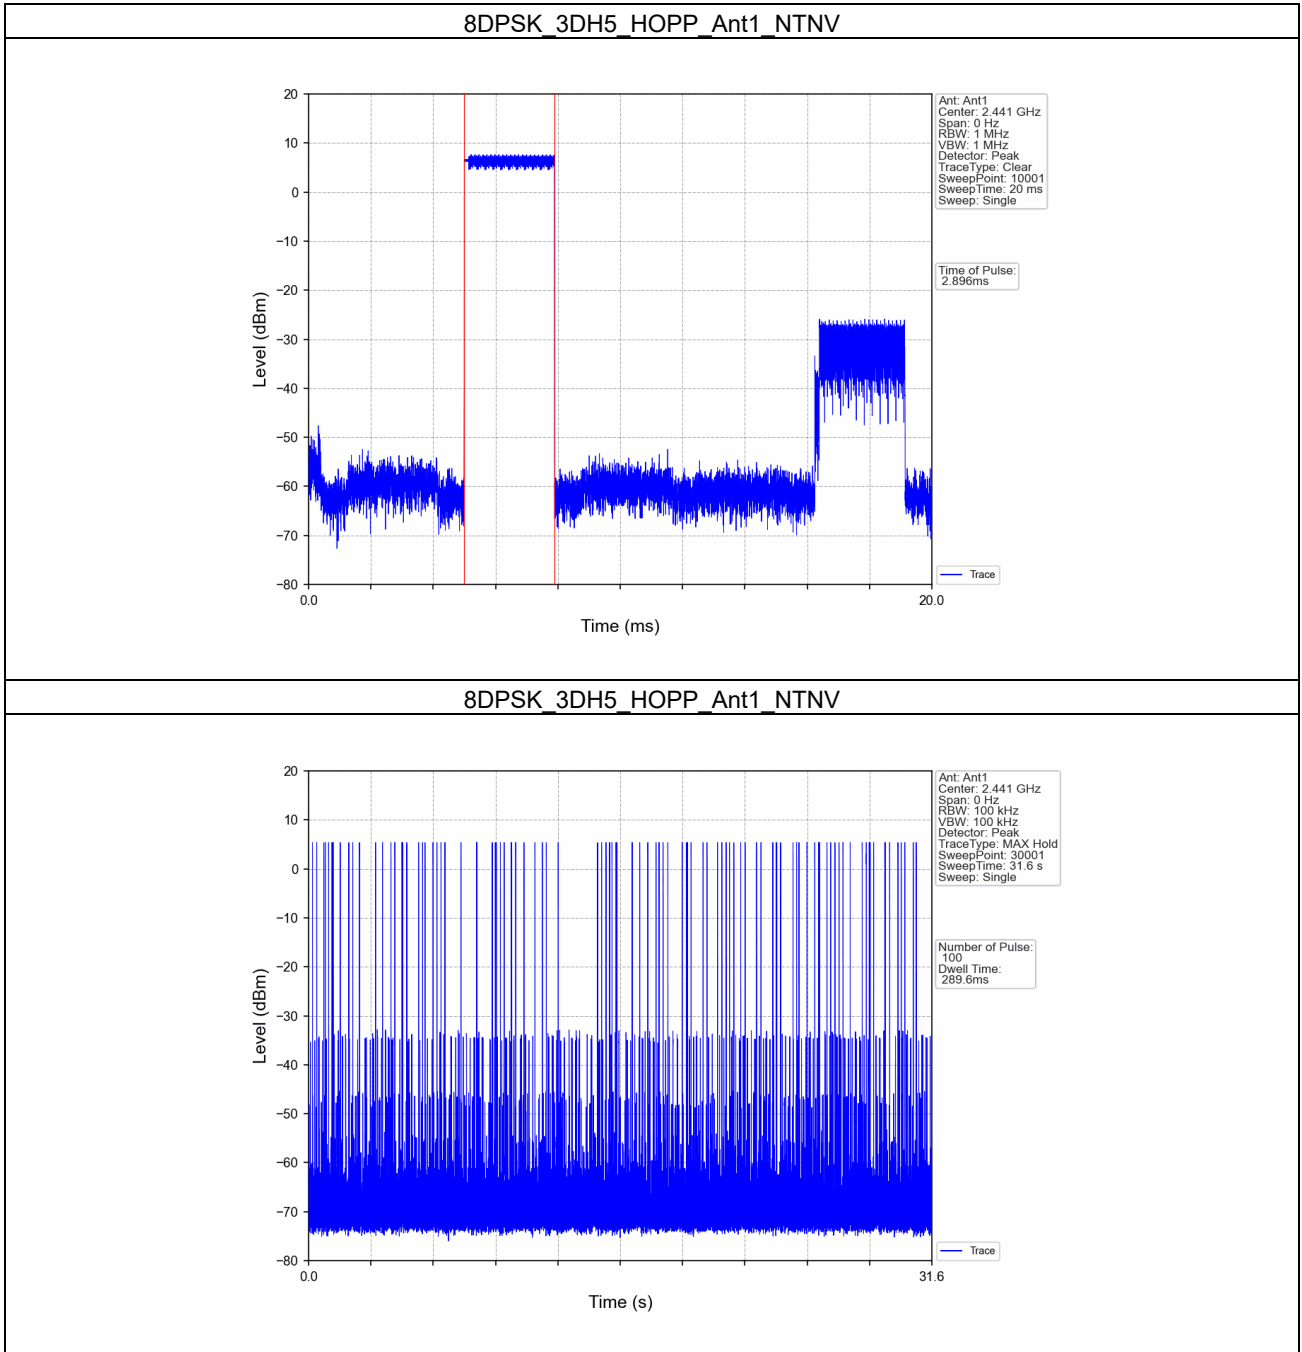 8DPSK_3DH5_HOPP_Ant1_NTNV
20
10
0
−10
−20
−30
−40
−50
−60
−70
−80
Level (dBm)
0.0
20.0
Time (ms)
Ant: Ant1
Center: 2.441 GHz
Span: 0 Hz
RBW: 1 MHz
VBW: 1 MHz
Detector: Peak
TraceType: Clear
SweepPoint: 10001
SweepTime: 20 ms
Sweep: Single
Time of Pulse:
2.896ms
Trace
8DPSK_3DH5_HOPP_Ant1_NTNV
20
10
0
−10
−20
−30
−40
−50
−60
−70
−80
Level (dBm)
0.0
31.6
Time (s)
Ant: Ant1
Center: 2.441 GHz
Span: 0 Hz
RBW: 100 kHz
VBW: 100 kHz
Detector: Peak
TraceType: MAX Hold
SweepPoint: 30001
SweepTime: 31.6 s
Sweep: Single
Number of Pulse:
100
Dwell Time:
289.6ms
Trace